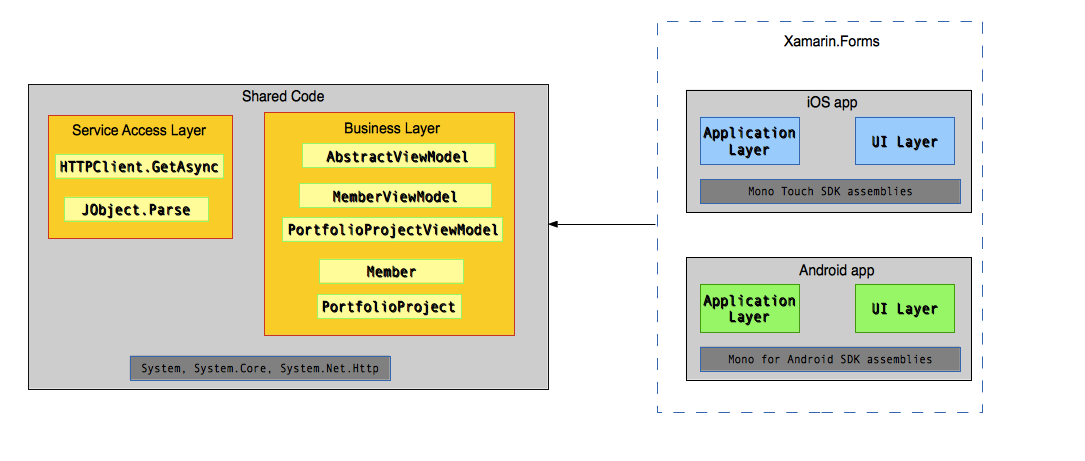 Shared Code
Service Access Layer
HTTPClient.GetAsync
JObject.Parse
Business Layer
AbstractViewModel
MemberViewModel
PortfolioProjectViewModel
Member
PortfolioProject
System, System.Core, System.Net.Http
Xamarin.Forms
iOS app
Application
Layer
UI Layer
Mono Touch SDK assemblies
Android app
Application
Layer
UI Layer
Mono for Android SDK assemblies